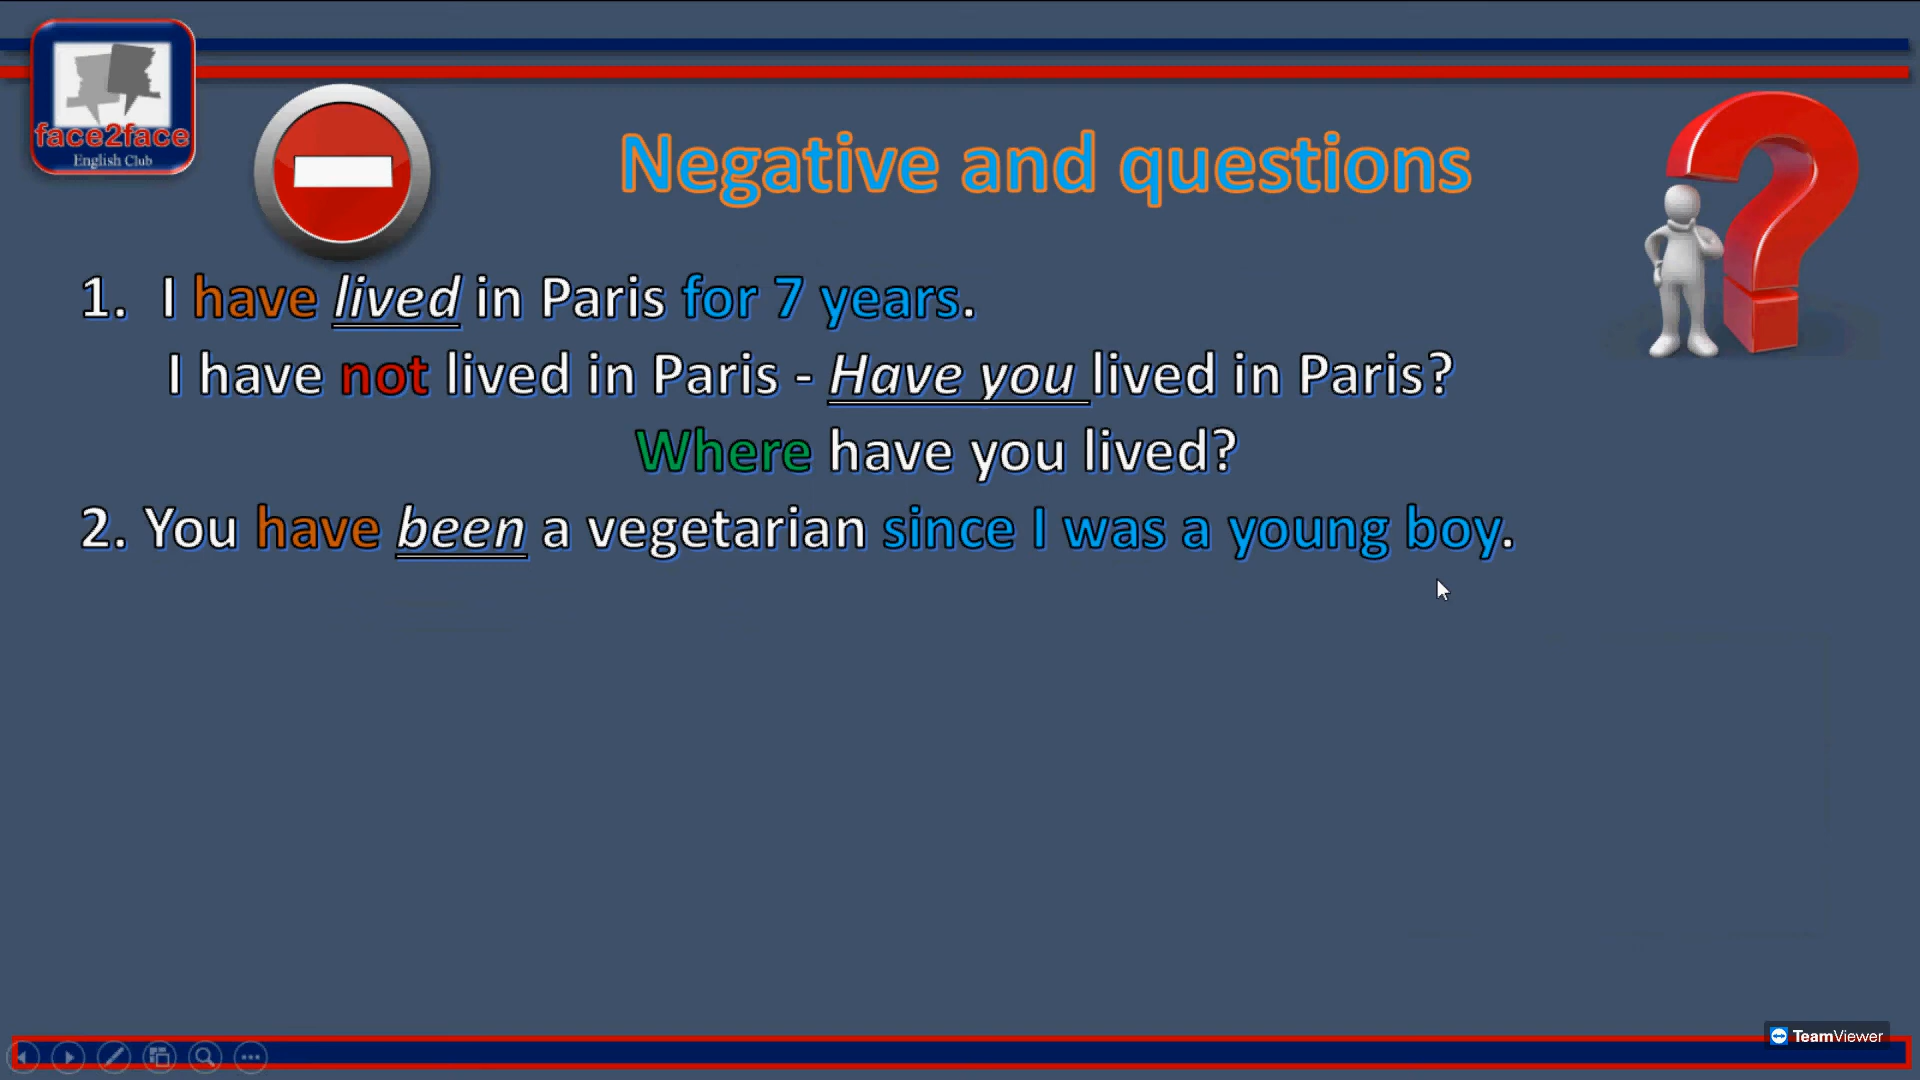 face2face
English Club
Negative and questions
1. I have lived in Paris for 7 years.
I have not lived in Paris - Have you lived in Paris?
Where have you lived?
2. You have been a vegetarian since I was a young boy.
TeamViewer